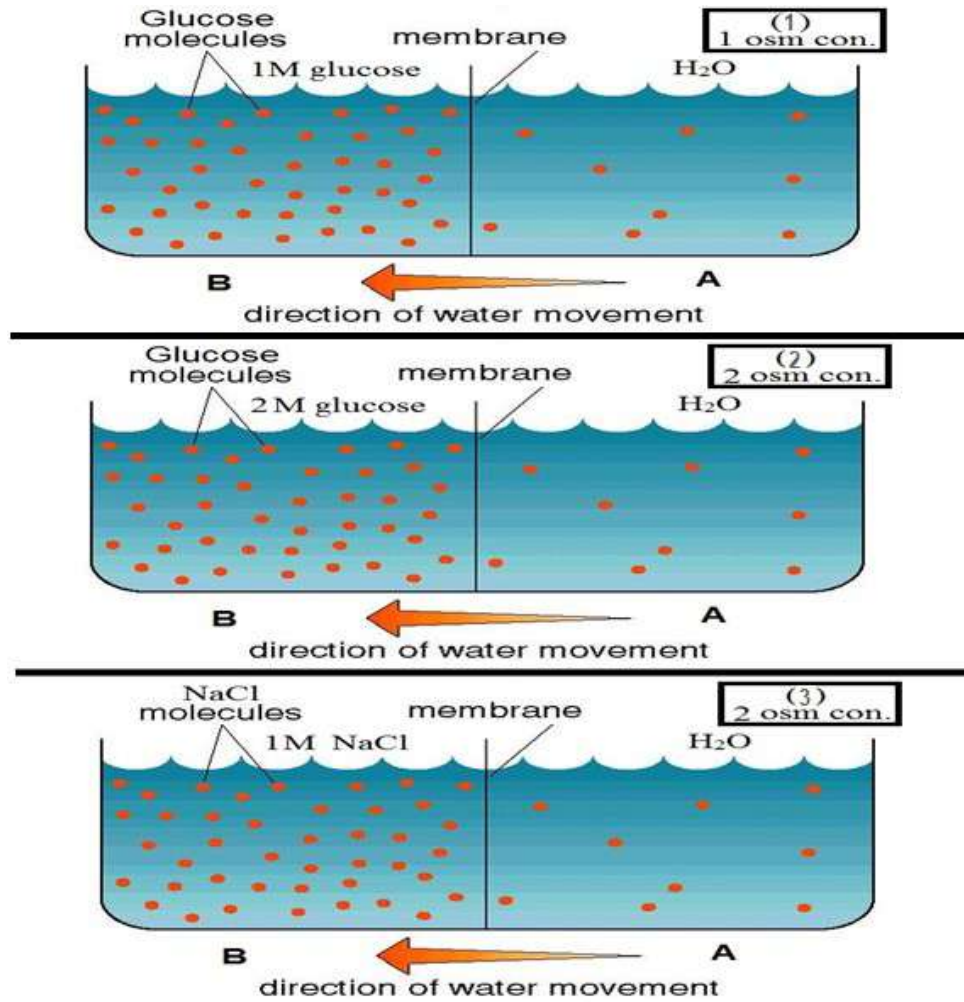 Glucose
molecules
membrane
(1)
1 osm con.
1M glucose
H₂O
B
A
direction of water movement
Glucose
molecules
membrane
(2)
2 osm con.
2 M glucose
H₂O
B
A
direction of water movement
NaCl
molecules
membrane
(3)
2 osm con.
1M NaCl
H₂O
B
A
direction of water movement